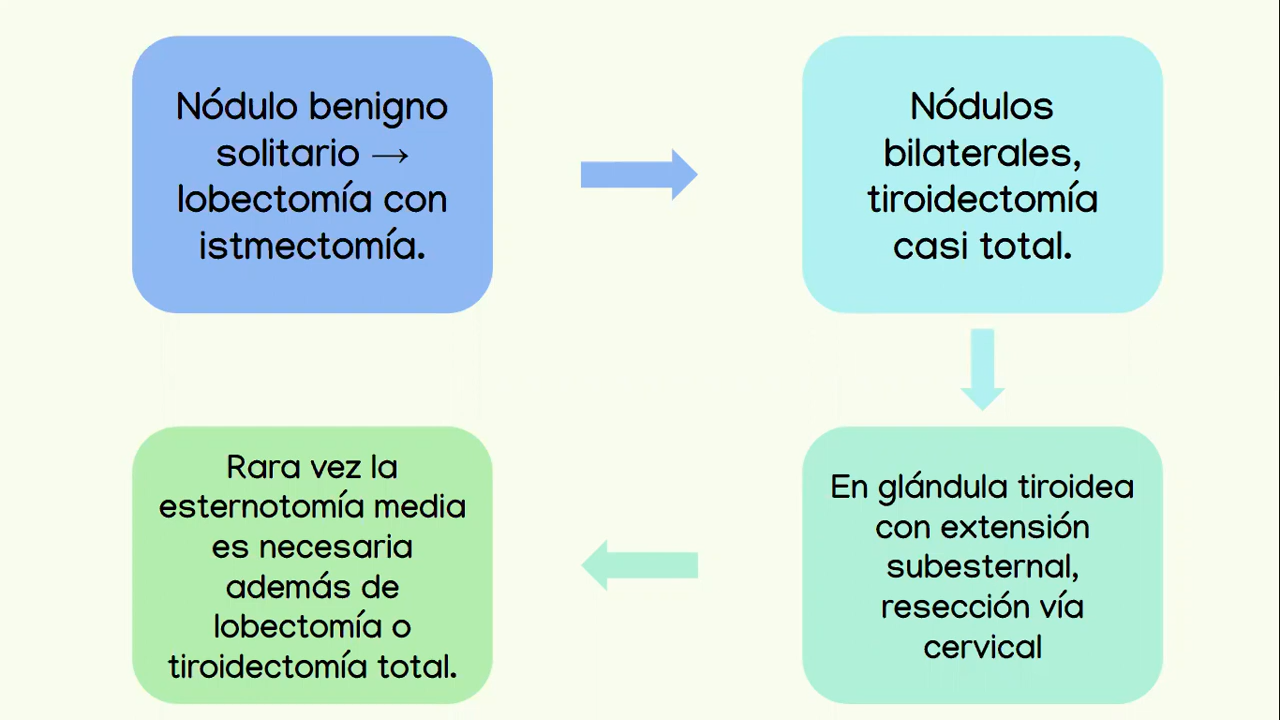 Nódulo benigno
solitario →
lobectomía con
istmectomía.
Nódulos
bilaterales,
tiroidectomía
casi total.
En glándula tiroidea
con extensión
subesternal,
resección vía
cervical
Rara vez la
esternotomía media
es necesaria
además de
lobectomía o
tiroidectomía total.